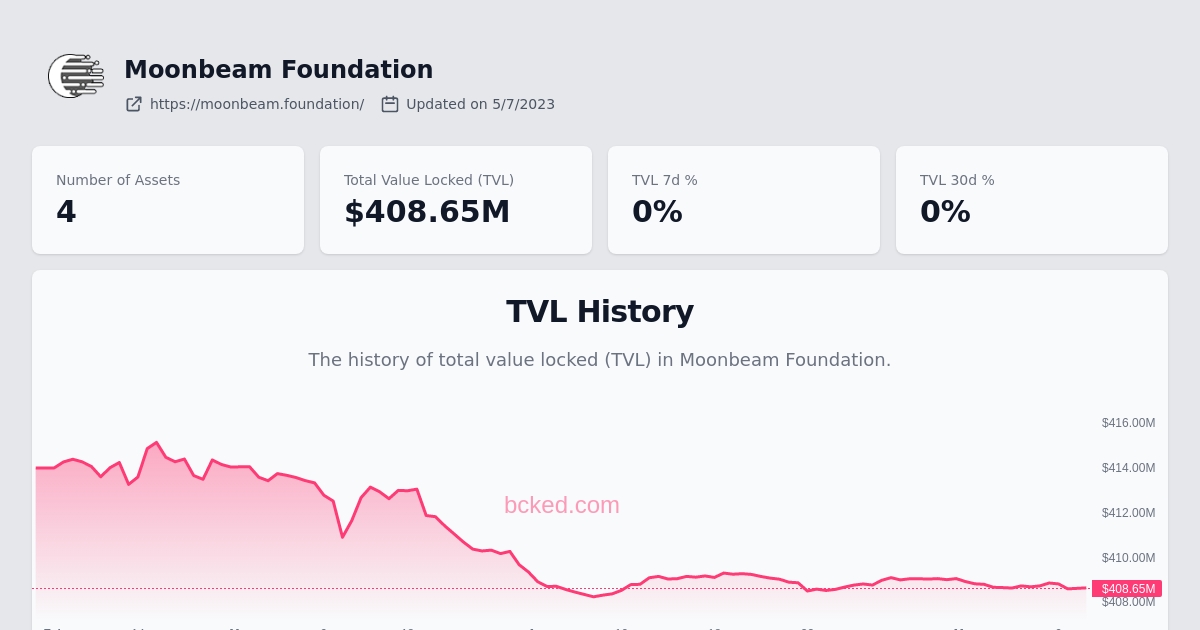 Moonbeam Foundation
https://moonbeam.foundation/ Updated on 5/7/2023
Number of Assets
4
Total Value Locked (TVL)
$408.65M
TVL 7d %
0%
TVL 30d %
0%
TVL History
The history of total value locked (TVL) in Moonbeam Foundation.
$416.00M
$414.00M
bcked.com
$412.00M
$410.00M
$408.65M
$408.00M